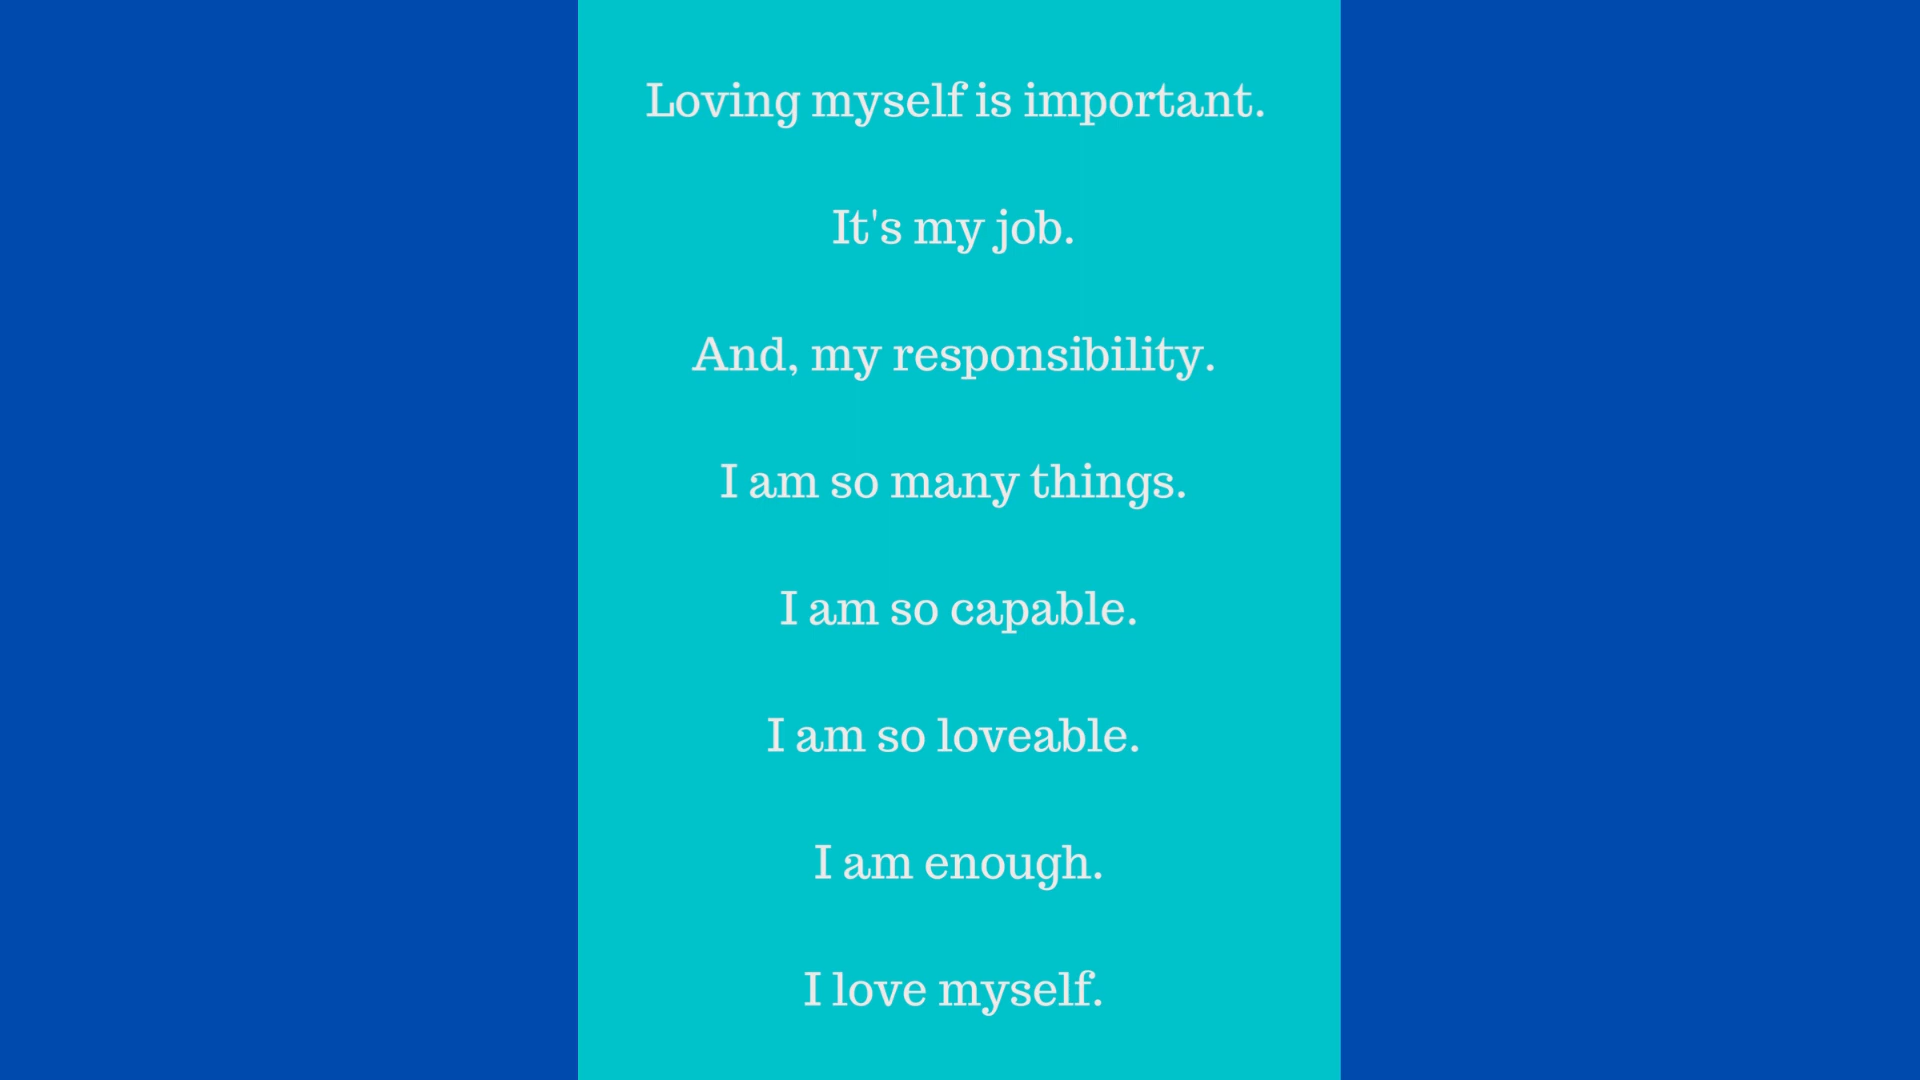 Loving myself is important.
It's my job.
And, my responsibility.
I am so many things.
I am so capable.
I am so loveable.
I am enough.
I love myself.